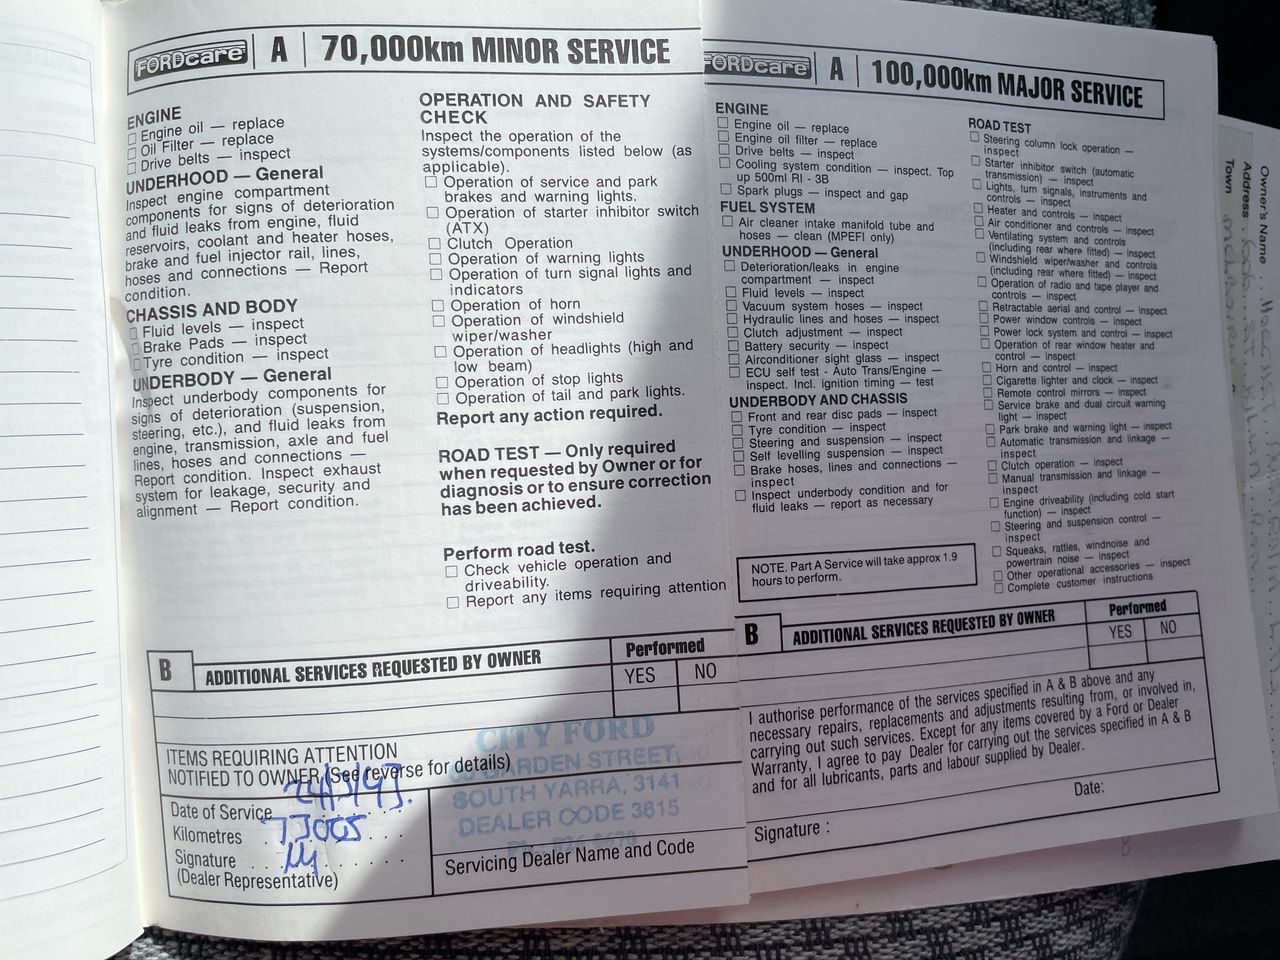 FORDcare A 70,000km MINOR SERVICE
ENGINE
☐ Engine oil — replace
☐ Oil Filter — replace
☐ Drive belts — inspect
UNDERHOOD — General
Inspect engine compartment
components for signs of deterioration
and fluid leaks from engine, fluid
reservoirs, coolant and heater hoses,
brake and fuel injector rail, lines,
hoses and connections — Report
condition.
CHASSIS AND BODY
☐ Fluid levels — inspect
☐ Brake Pads — inspect
☐ Tyre condition — inspect
UNDERBODY — General
Inspect underbody components for
signs of deterioration (suspension,
steering, etc.), and fluid leaks from
engine, transmission, axle and fuel
lines, hoses and connections —
Report condition. Inspect exhaust
system for leakage, security and
alignment — Report condition.
OPERATION AND SAFETY
CHECK
Inspect the operation of the
systems/components listed below (as
applicable).
☐ Operation of service and park
brakes and warning lights.
☐ Operation of starter inhibitor switch
(ATX)
☐ Clutch Operation
☐ Operation of warning lights
☐ Operation of turn signal lights and
indicators
☐ Operation of horn
☐ Operation of windshield
wiper/washer
☐ Operation of headlights (high and
low beam)
☐ Operation of stop lights
☐ Operation of tail and park lights.
Report any action required.
ROAD TEST — Only required
when requested by Owner or for
diagnosis or to ensure correction
has been achieved.
Perform road test.
☐ Check vehicle operation and
driveability.
☐ Report any items requiring attention
B ADDITIONAL SERVICES REQUESTED BY OWNER Performed
YES NO
ITEMS REQUIRING ATTENTION
NOTIFIED TO OWNER (See reverse for details)
Date of Service
Kilometres
Signature
(Dealer Representative)
CITY FORD
GARDEN STREET,
SOUTH YARRA, 3141
DEALER CODE 3615
Servicing Dealer Name and Code
FORDcare A 100,000km MAJOR SERVICE
ENGINE
☐ Engine oil — replace
☐ Engine oil filter — replace
☐ Drive belts — inspect
☐ Cooling system condition — inspect. Top
up 500ml RI - 3B
☐ Spark plugs — inspect and gap
FUEL SYSTEM
☐ Air cleaner intake manifold tube and
hoses — clean (MPEFI only)
UNDERHOOD — General
☐ Deterioration/leaks in engine
compartment — inspect
☐ Fluid levels — inspect
☐ Vacuum system hoses — inspect
☐ Hydraulic lines and hoses — inspect
☐ Clutch adjustment — inspect
☐ Battery security — inspect
☐ Airconditioner sight glass — inspect
☐ ECU self test - Auto Trans/Engine —
inspect. Incl. ignition timing — test
UNDERBODY AND CHASSIS
☐ Front and rear disc pads — inspect
☐ Tyre condition — inspect
☐ Steering and suspension — inspect
☐ Self levelling suspension — inspect
☐ Brake hoses, lines and connections —
inspect
☐ Inspect underbody condition and for
fluid leaks — report as necessary
NOTE. Part A Service will take approx 1.9
hours to perform.
ROAD TEST
☐ Steering column lock operation —
inspect
☐ Starter inhibitor switch (automatic
transmission) — inspect
☐ Lights, turn signals, instruments and
controls — inspect
☐ Heater and controls — inspect
☐ Air conditioner and controls — inspect
☐ Ventilating system and controls
(including rear where fitted) — inspect
☐ Windshield wiper/washer and controls
(including rear where fitted) — inspect
☐ Operation of radio and tape player and
controls — inspect
☐ Retractable aerial and control — inspect
☐ Power window controls — inspect
☐ Power lock system and control — inspect
☐ Operation of rear window heater and
control — inspect
☐ Horn and control — inspect
☐ Cigarette lighter and clock — inspect
☐ Remote control mirrors — inspect
☐ Service brake and dual circuit warning
light — inspect
☐ Park brake and warning light — inspect
☐ Automatic transmission and linkage —
inspect
☐ Clutch operation — inspect
☐ Manual transmission and linkage —
inspect
☐ Engine driveability (including cold start
function) — inspect
☐ Steering and suspension control —
inspect
☐ Squeaks, rattles, windnoise and
powertrain noise — inspect
☐ Other operational accessories — inspect
☐ Complete customer instructions
B ADDITIONAL SERVICES REQUESTED BY OWNER Performed
YES NO
I authorise performance of the services specified in A & B above and any
necessary repairs, replacements and adjustments resulting from, or involved in,
carrying out such services. Except for any items covered by a Ford or Dealer
Warranty, I agree to pay Dealer for carrying out the services specified in A & B
and for all lubricants, parts and labour supplied by Dealer.
Date:
Signature :
Owner's Name
Address
Town